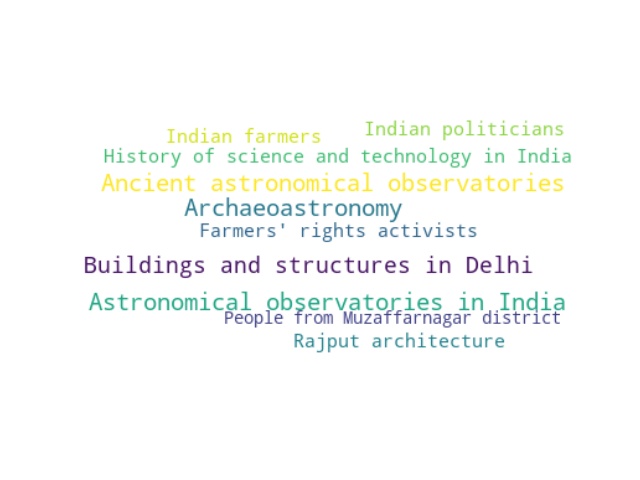 Indian politicians
Indian farmers
History of science and technology in India
Ancient astronomical observatories
Archaeoastronomy
Farmers' rights activists
Buildings and structures in Delhi
Astronomical observatories in India
People from Muzaffarnagar district
Rajput architecture